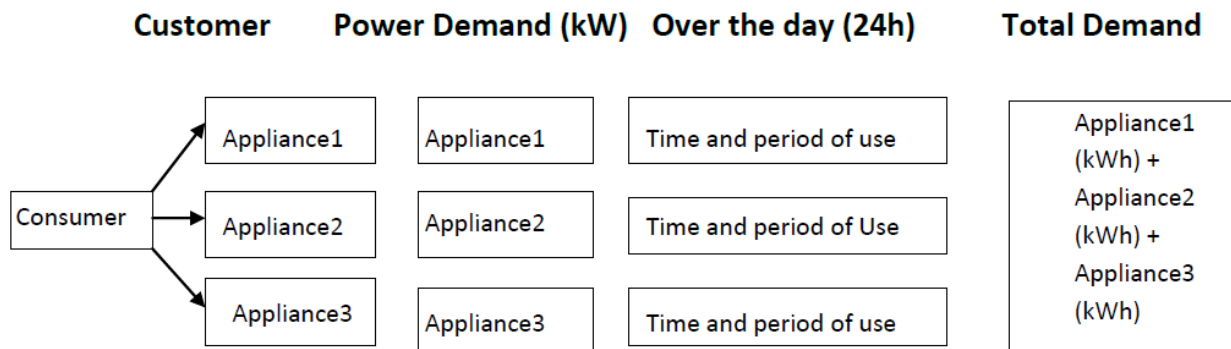 Customer Power Demand (kW) Over the day (24h) Total Demand
Appliance1 Appliance1 Time and period of use
Consumer Appliance2 Appliance2 Time and period of Use
Appliance3 Appliance3 Time and period of use
Appliance1
(kWh) +
Appliance2
(kWh) +
Appliance3
(kWh)